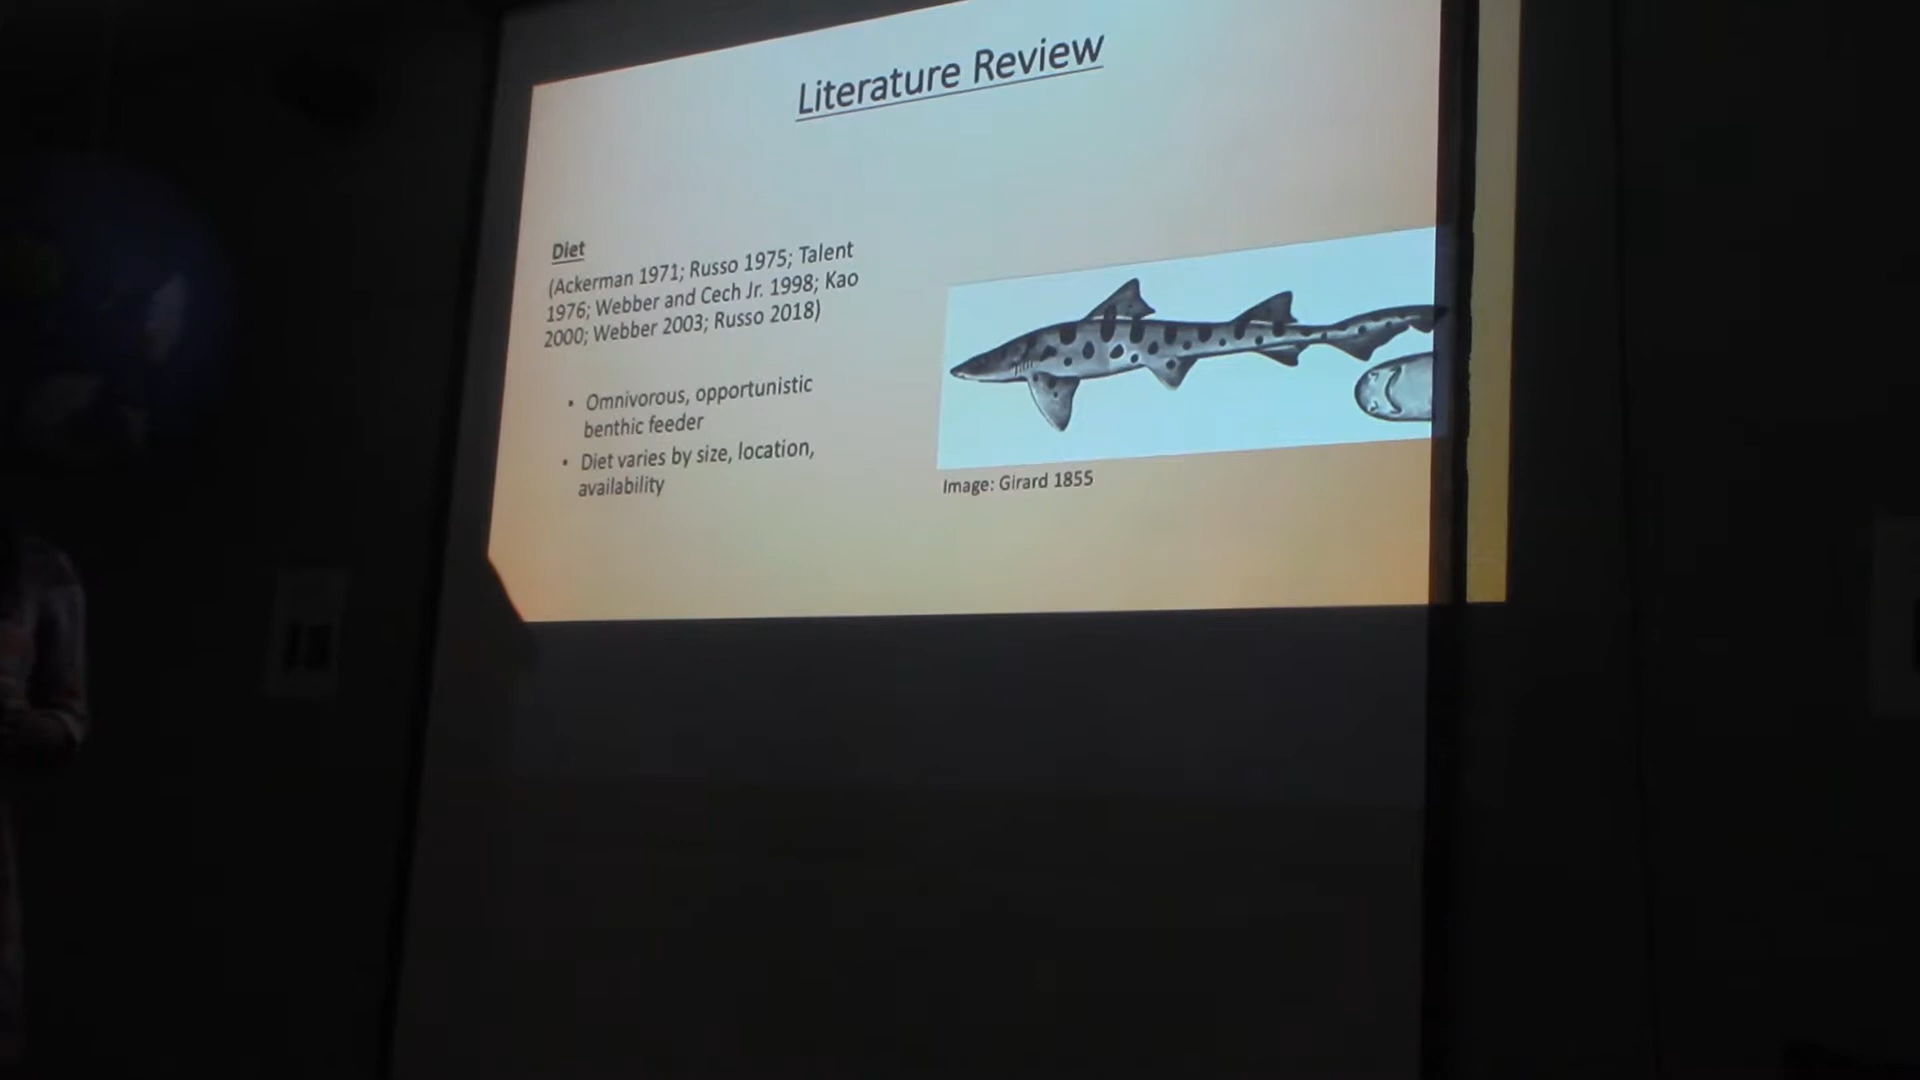 Literature Review
Diet
(Ackerman 1971; Russo 1975; Talent
1976; Webber and Cech Jr. 1998; Kao
2000; Webber 2003; Russo 2018)
• Omnivorous, opportunistic
benthic feeder
• Diet varies by size, location,
availability
Image: Girard 1855